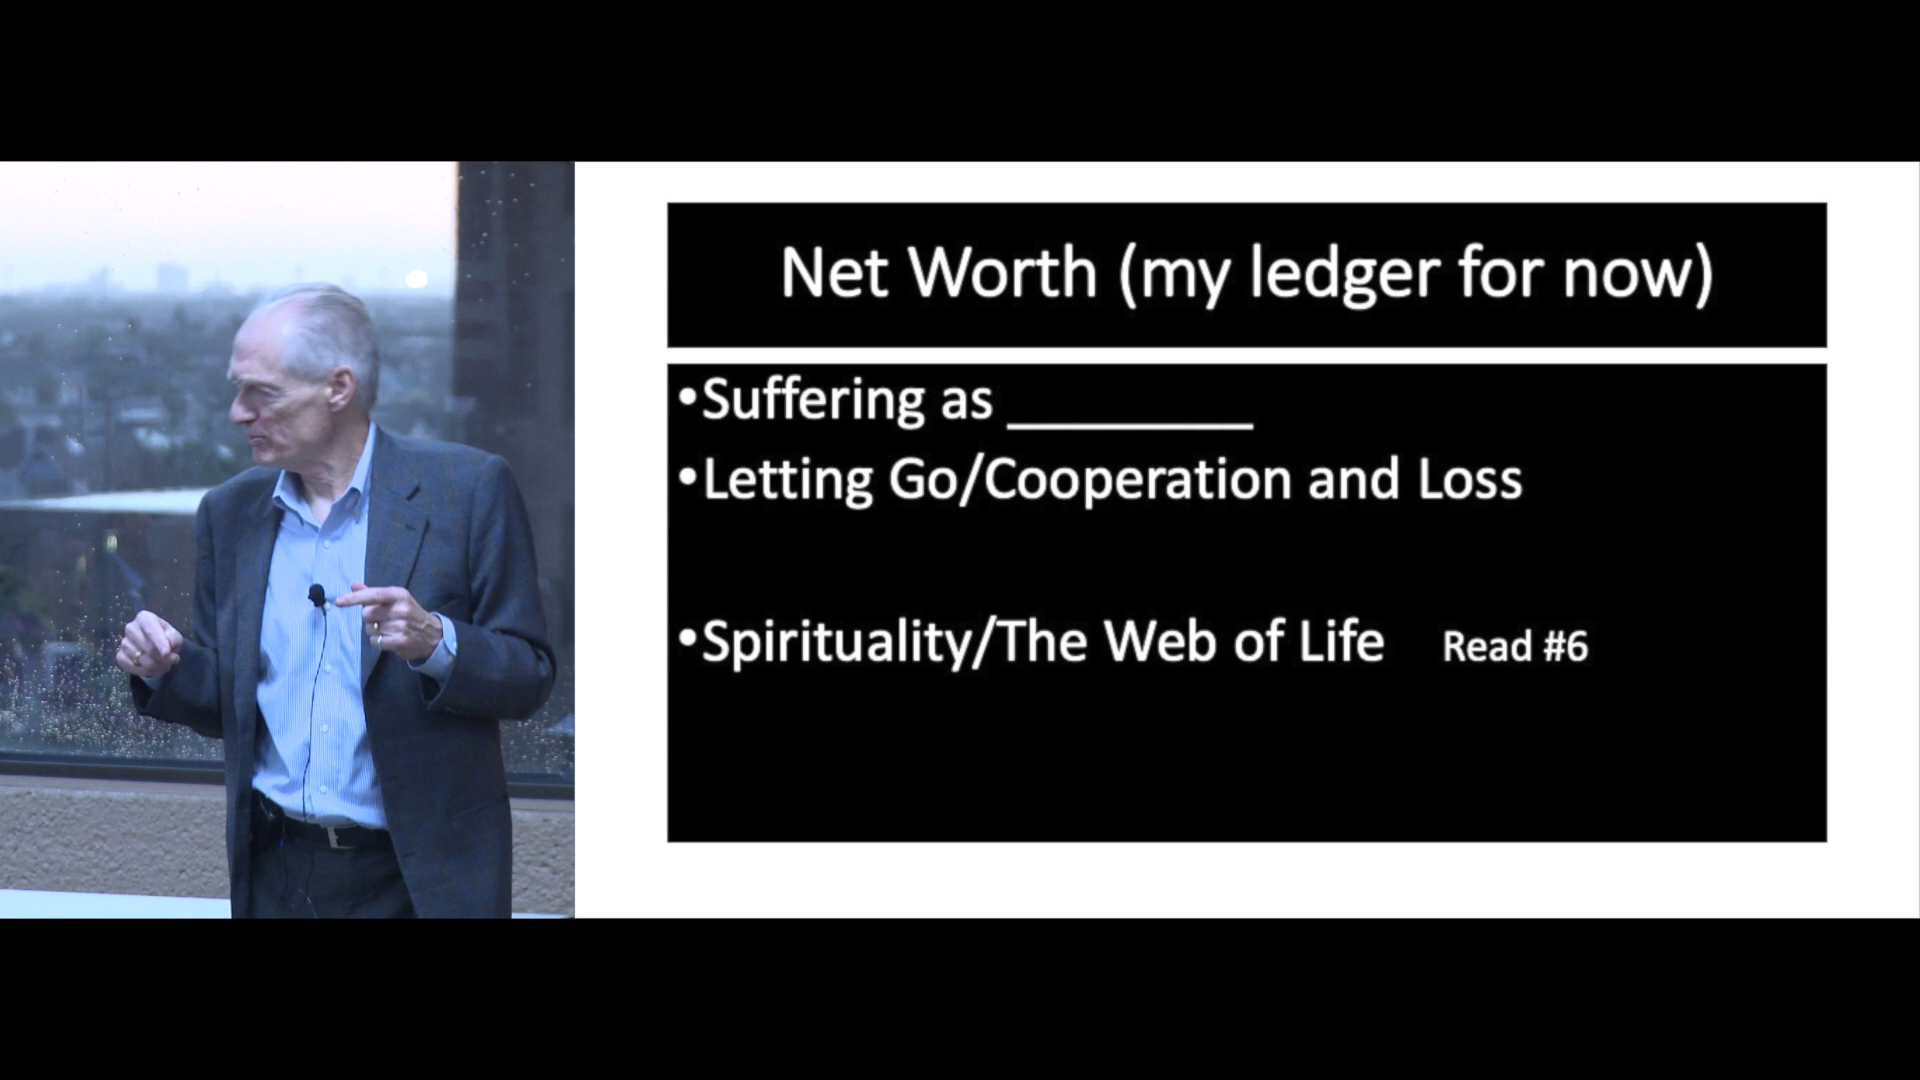 Net Worth (my ledger for now)
•Suffering as _________
•Letting Go/Cooperation and Loss
•Spirituality/The Web of Life Read #6